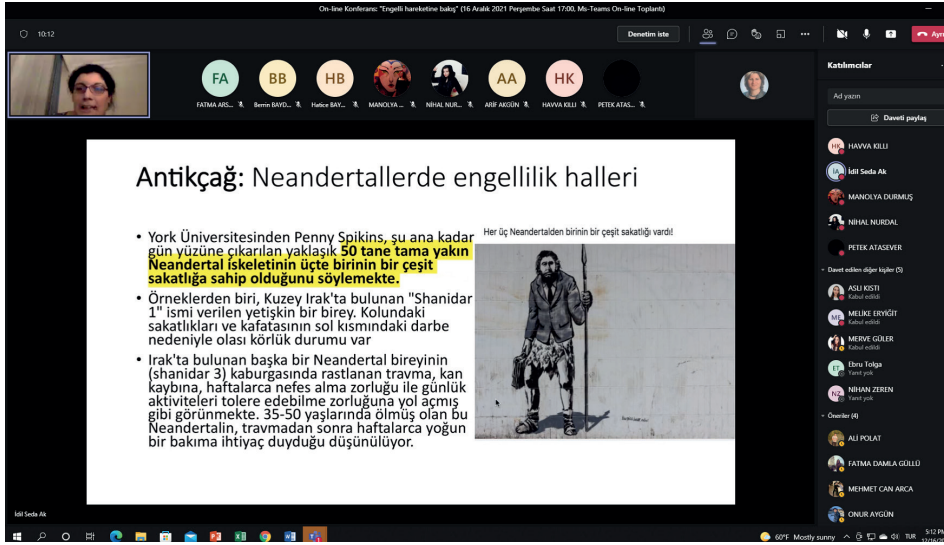 On-line Konferans: "Engelli hareketine bakış" (16 Aralık 2021 Perşembe Saat 17:00, Ms-Teams On-line Toplantı)
10:12
Denetim iste
Ayrı
FA
BB
HB
AA
HK
FATMA ARS...
Berrin BAYD...
Hatice BAY...
MANOLYA ...
NİHAL NUR...
ARİF AKGÜN
HAVVA KILLI
PETEK ATAS...
Antikçağ: Neandertallerde engellilik halleri
• York Üniversitesinden Penny Spikins, şu ana kadar
gün yüzüne çıkarılan yaklaşık 50 tane tama yakın
Neandertal iskeletinin üçte birinin bir çeşit
sakatlığa sahip olduğunu söylemekte.
• Örneklerden biri, Kuzey Irak'ta bulunan "Shanidar
1" ismi verilen yetişkin bir birey. Kolundaki
sakatlıkları ve kafatasının sol kısmındaki darbe
nedeniyle olası körlük durumu var
• Irak'ta bulunan başka bir Neandertal bireyinin
(shanidar 3) kaburgasında rastlanan travma, kan
kaybına, haftalarca nefes alma zorluğu ile günlük
aktiviteleri tolere edebilme zorluğuna yol açmış
gibi görünmekte. 35-50 yaşlarında ölmüş olan bu
Neandertalin, travmadan sonra haftalarca yoğun
bir bakıma ihtiyaç duyduğu düşünülüyor.
Her üç Neandertalden birinin bir çeşit sakatlığı vardı!
İdil Seda Ak
Katılımcılar
Ad yazın
Daveti paylaş
HK
HAVVA KILLI
İA
İdil Seda Ak
MANOLYA DURMUŞ
NİHAL NURDAL
PETEK ATASEVER
Davet edilen diğer kişiler (5)
ASLI KISTI
Kabul edildi
ME
MELİKE ERYİĞİT
Kabul edildi
MERVE GÜLER
Kabul edildi
ET
Ebru Tolga
Yanıt yok
NZ
NİHAN ZEREN
Yanıt yok
Öneriler (4)
ALİ POLAT
FATMA DAMLA GÜLLÜ
MEHMET CAN ARCA
ONUR AYGÜN
60°F Mostly sunny
TUR
5:12 PM